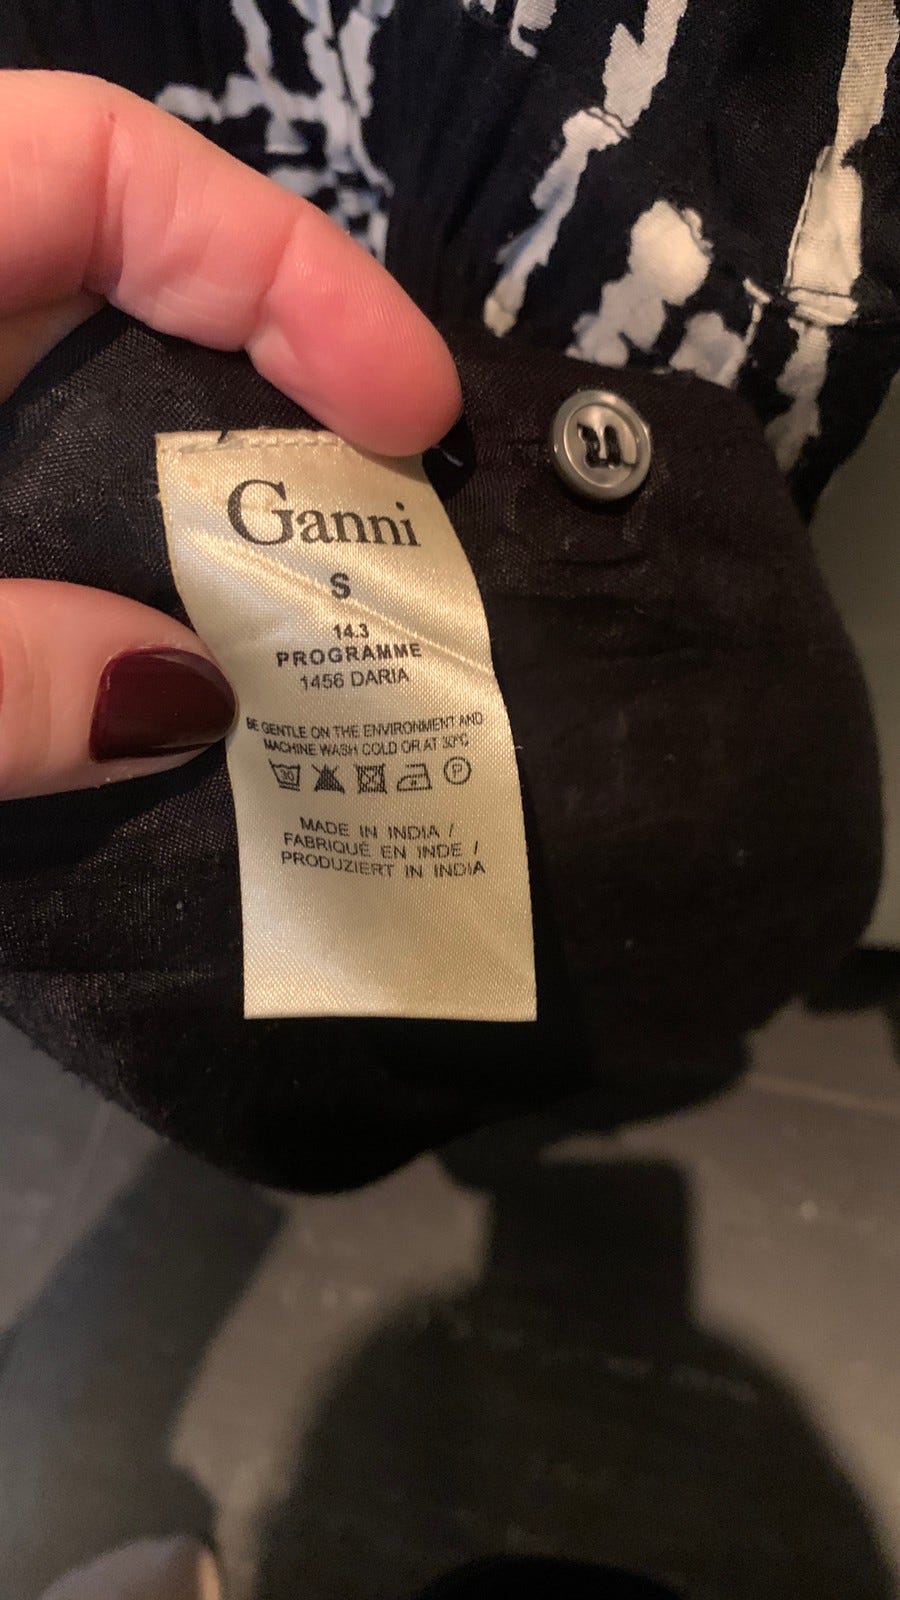 Ganni
S
14.3
PROGRAMME
1456 DARIA
BE GENTLE ON THE ENVIRONMENT AND
MACHINE WASH COLD OR AT 30°C
30 P
MADE IN INDIA /
FABRIQUÉ EN INDE /
PRODUZIERT IN INDIA